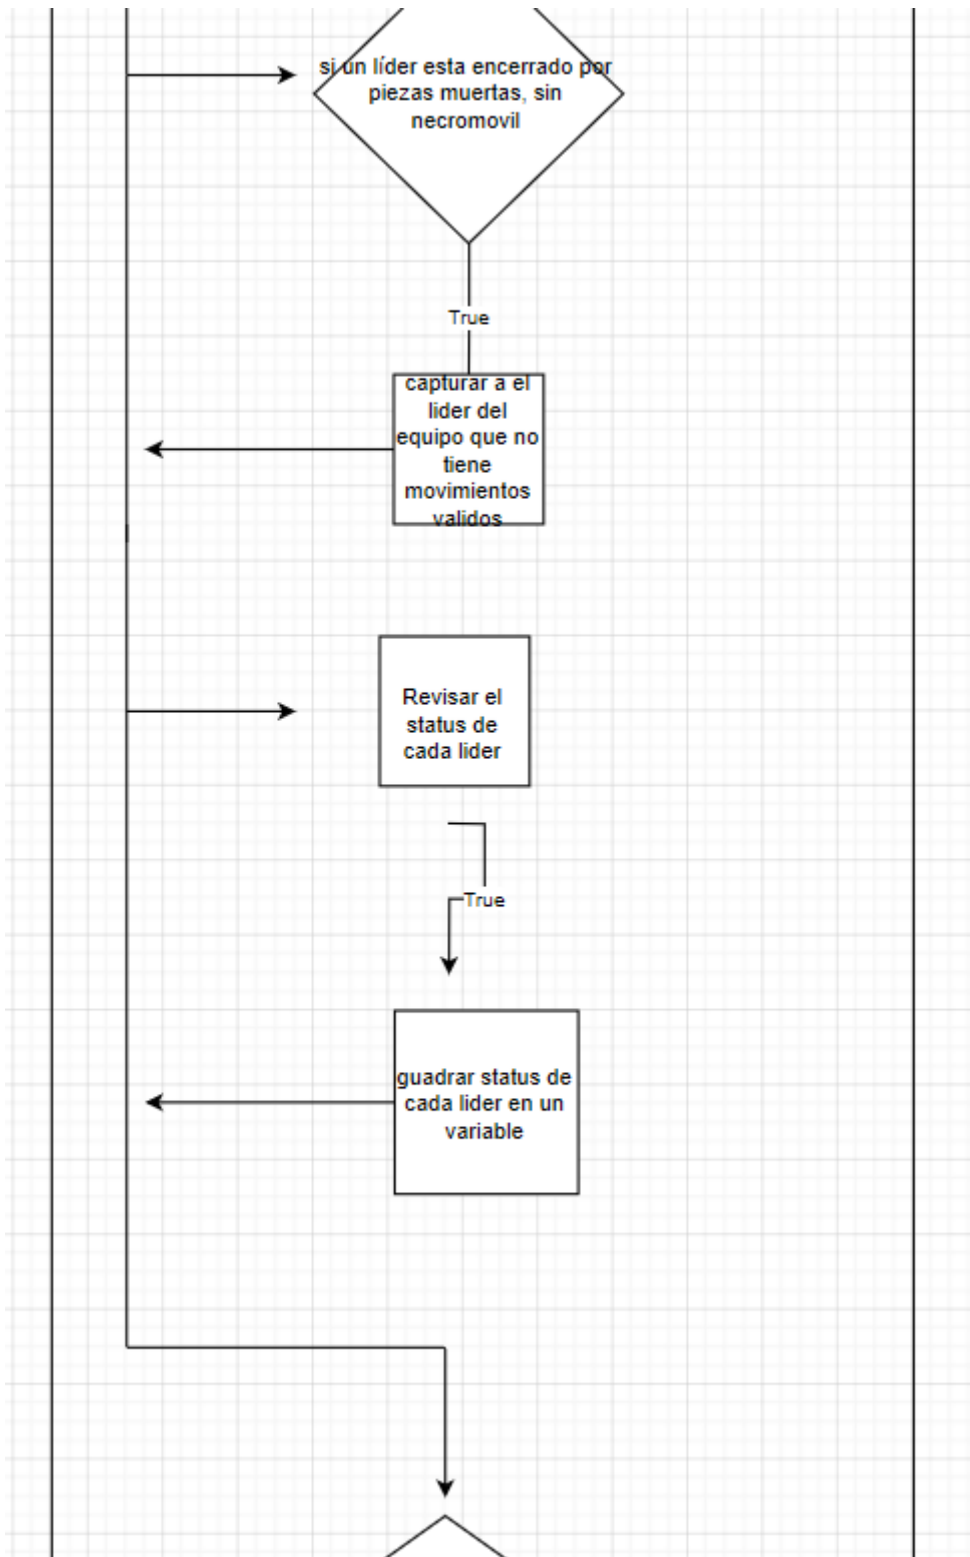 si un líder esta encerrado por
piezas muertas, sin
necromovil
True
capturar a el
lider del
equipo que no
tiene
movimientos
validos
Revisar el
status de
cada lider
True
guadrar status de
cada lider en un
variable